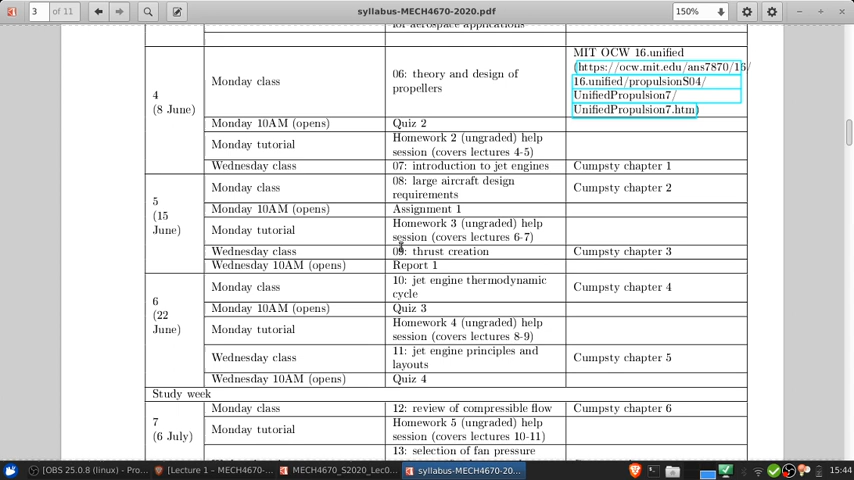 syllabus-MECH4670-2020.pdf
3 of 11
150%
for aerospace applications
4
(8 June)
Monday class
06: theory and design of
propellers
MIT OCW 16.unified
(https://ocw.mit.edu/ans7870/16/
16.unified/propulsionS04/
UnifiedPropulsion7/
UnifiedPropulsion7.htm)
Monday 10AM (opens)
Quiz 2
Monday tutorial
Homework 2 (ungraded) help
session (covers lectures 4-5)
Wednesday class
07: introduction to jet engines
Cumpsty chapter 1
5
(15
June)
Monday class
08: large aircraft design
requirements
Cumpsty chapter 2
Monday 10AM (opens)
Assignment 1
Monday tutorial
Homework 3 (ungraded) help
session (covers lectures 6-7)
Wednesday class
09: thrust creation
Cumpsty chapter 3
Wednesday 10AM (opens)
Report 1
6
(22
June)
Monday class
10: jet engine thermodynamic
cycle
Cumpsty chapter 4
Monday 10AM (opens)
Quiz 3
Monday tutorial
Homework 4 (ungraded) help
session (covers lectures 8-9)
Wednesday class
11: jet engine principles and
layouts
Cumpsty chapter 5
Wednesday 10AM (opens)
Quiz 4
Study week
7
(6 July)
Monday class
12: review of compressible flow
Cumpsty chapter 6
Monday tutorial
Homework 5 (ungraded) help
session (covers lectures 10-11)
13: selection of fan pressure
[OBS 25.0.8 (linux) - Pro...
[Lecture 1 – MECH4670-...
MECH4670_S2020_Lec0...
syllabus-MECH4670-20...
15:44